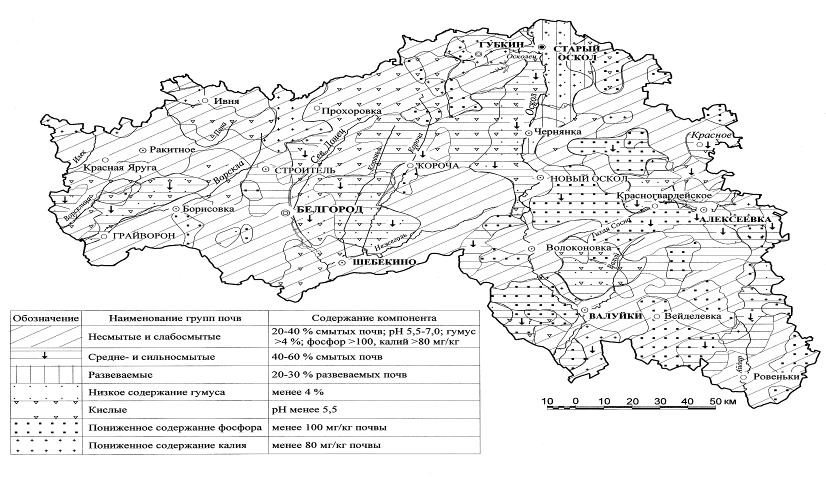 ГУБКИН
СТАРЫЙ
ОСКОЛ
Осколец
Ивня
Прохоровка
Оскол
Чернянка
Красное
Ракитное
Красная Яруга
Сев. Донец
Ворскла
СТРОИТЕЛЬ
КОРОЧА
НОВЫЙ ОСКОЛ
Красногвардейское
Борисовка
БЕЛГОРОД
АЛЕКСЕЕВКА
ГРАЙВОРОН
Тихая Сосна
Нежеголь
Волоконовка
ШЕБЕКИНО
ВАЛУЙКИ
Вейделевка
Ровеньки
Обозначение Наименование групп почв Содержание компонента
Несмытые и слабосмытые 20-40 % смытых почв; pH 5,5-7,0; гумус
>4 %; фосфор >100, калий >80 мг/кг
Средне- и сильносмытые 40-60 % смытых почв
Развеваемые 20-30 % развеваемых почв
Низкое содержание гумуса менее 4 %
Кислые pH менее 5,5
Пониженное содержание фосфора менее 100 мг/кг почвы
Пониженное содержание калия менее 80 мг/кг почвы
10 0 10 20 30 40 50 км